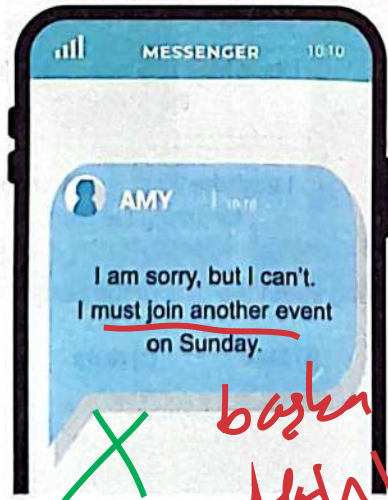 MESSENGER 10:10
AMY
I am sorry, but I can't.
I must join another event
on Sunday.
başka